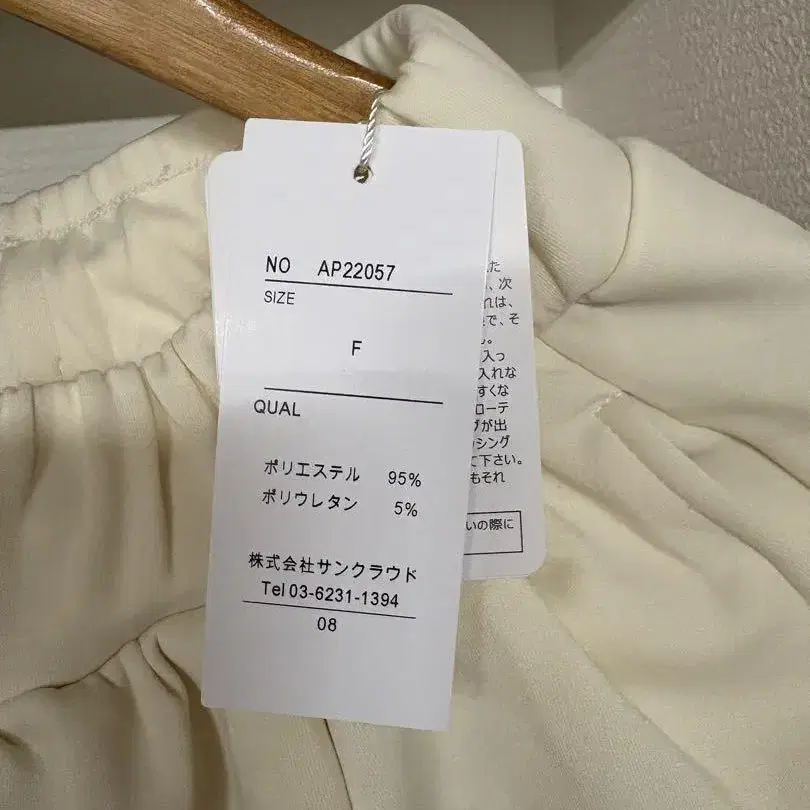 NO AP22057
SIZE
F
QUAL
ポリエステル 95%
ポリウレタン 5%
株式会社サンクラウド
Tel 03-6231-1394
08
た
、次
れは、
で、そ
。
入っ
入れな
すくな
ローテ
が出
ッシング
下さい。
もそれ
いの際に